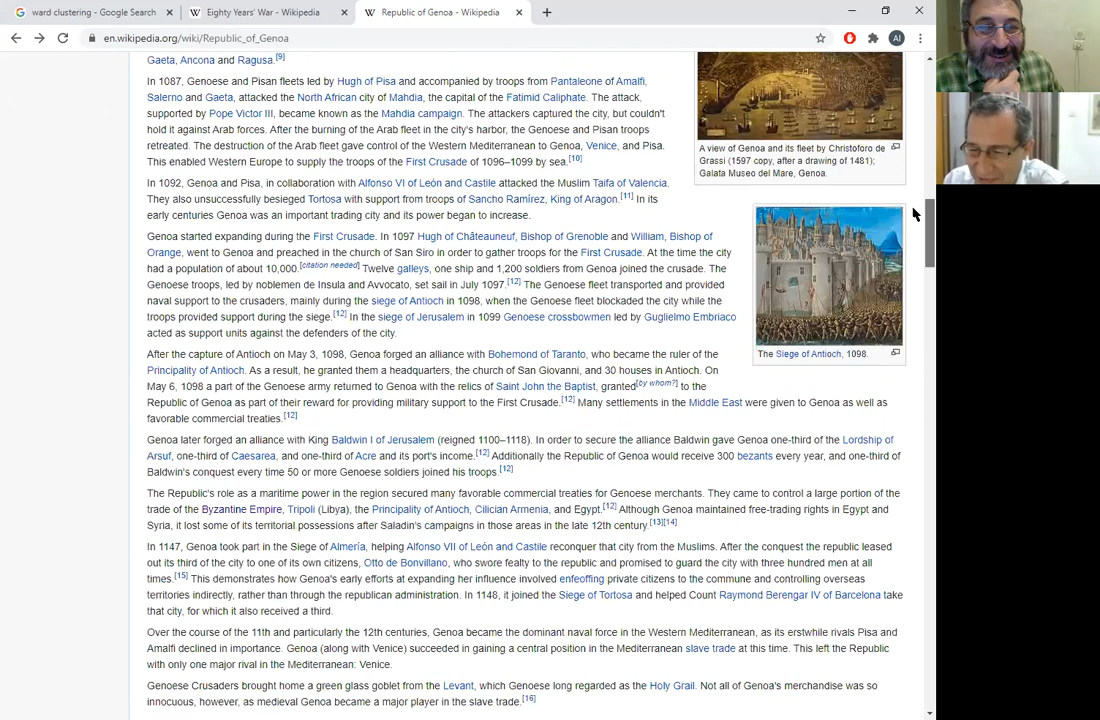 ward clustering - Google Search
Eighty Years' War - Wikipedia
Republic of Genoa - Wikipedia
en.wikipedia.org/wiki/Republic_of_Genoa
AI
Gaeta, Ancona and Ragusa.[9]
In 1087, Genoese and Pisan fleets led by Hugh of Pisa and accompanied by troops from Pantaleone of Amalfi,
Salerno and Gaeta, attacked the North African city of Mahdia, the capital of the Fatimid Caliphate. The attack,
supported by Pope Victor III, became known as the Mahdia campaign. The attackers captured the city, but couldn't
hold it against Arab forces. After the burning of the Arab fleet in the city's harbor, the Genoese and Pisan troops
retreated. The destruction of the Arab fleet gave control of the Western Mediterranean to Genoa, Venice, and Pisa.
This enabled Western Europe to supply the troops of the First Crusade of 1096–1099 by sea.[10]
In 1092, Genoa and Pisa, in collaboration with Alfonso VI of León and Castile attacked the Muslim Taifa of Valencia.
They also unsuccessfully besieged Tortosa with support from troops of Sancho Ramírez, King of Aragon.[11] In its
early centuries Genoa was an important trading city and its power began to increase.
Genoa started expanding during the First Crusade. In 1097 Hugh of Châteauneuf, Bishop of Grenoble and William, Bishop of
Orange, went to Genoa and preached in the church of San Siro in order to gather troops for the First Crusade. At the time the city
had a population of about 10,000.[citation needed] Twelve galleys, one ship and 1,200 soldiers from Genoa joined the crusade. The
Genoese troops, led by noblemen de Insula and Avvocato, set sail in July 1097.[12] The Genoese fleet transported and provided
naval support to the crusaders, mainly during the siege of Antioch in 1098, when the Genoese fleet blockaded the city while the
troops provided support during the siege.[12] In the siege of Jerusalem in 1099 Genoese crossbowmen led by Guglielmo Embriaco
acted as support units against the defenders of the city.
After the capture of Antioch on May 3, 1098, Genoa forged an alliance with Bohemond of Taranto, who became the ruler of the
Principality of Antioch. As a result, he granted them a headquarters, the church of San Giovanni, and 30 houses in Antioch. On
May 6, 1098 a part of the Genoese army returned to Genoa with the relics of Saint John the Baptist, granted[by whom?] to the
Republic of Genoa as part of their reward for providing military support to the First Crusade.[12] Many settlements in the Middle East were given to Genoa as well as
favorable commercial treaties.[12]
Genoa later forged an alliance with King Baldwin I of Jerusalem (reigned 1100–1118). In order to secure the alliance Baldwin gave Genoa one-third of the Lordship of
Arsuf, one-third of Caesarea, and one-third of Acre and its port's income.[12] Additionally the Republic of Genoa would receive 300 bezants every year, and one-third of
Baldwin's conquest every time 50 or more Genoese soldiers joined his troops.[12]
The Republic's role as a maritime power in the region secured many favorable commercial treaties for Genoese merchants. They came to control a large portion of the
trade of the Byzantine Empire, Tripoli (Libya), the Principality of Antioch, Cilician Armenia, and Egypt.[12] Although Genoa maintained free-trading rights in Egypt and
Syria, it lost some of its territorial possessions after Saladin's campaigns in those areas in the late 12th century.[13][14]
In 1147, Genoa took part in the Siege of Almería, helping Alfonso VII of León and Castile reconquer that city from the Muslims. After the conquest the republic leased
out its third of the city to one of its own citizens, Otto de Bonvillano, who swore fealty to the republic and promised to guard the city with three hundred men at all
times.[15] This demonstrates how Genoa's early efforts at expanding her influence involved enfeoffing private citizens to the commune and controlling overseas
territories indirectly, rather than through the republican administration. In 1148, it joined the Siege of Tortosa and helped Count Raymond Berengar IV of Barcelona take
that city, for which it also received a third.
Over the course of the 11th and particularly the 12th centuries, Genoa became the dominant naval force in the Western Mediterranean, as its erstwhile rivals Pisa and
Amalfi declined in importance. Genoa (along with Venice) succeeded in gaining a central position in the Mediterranean slave trade at this time. This left the Republic
with only one major rival in the Mediterranean: Venice.
Genoese Crusaders brought home a green glass goblet from the Levant, which Genoese long regarded as the Holy Grail. Not all of Genoa's merchandise was so
innocuous, however, as medieval Genoa became a major player in the slave trade.[16]
A view of Genoa and its fleet by Christoforo de
Grassi (1597 copy, after a drawing of 1481);
Galata Museo del Mare, Genoa.
The Siege of Antioch, 1098.